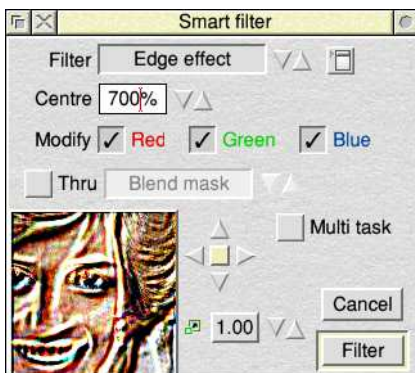 Smart filter
Filter Edge effect
Centre 700%
Modify Red Green Blue
Thru Blend mask
Multi task
Cancel
1.00
Filter